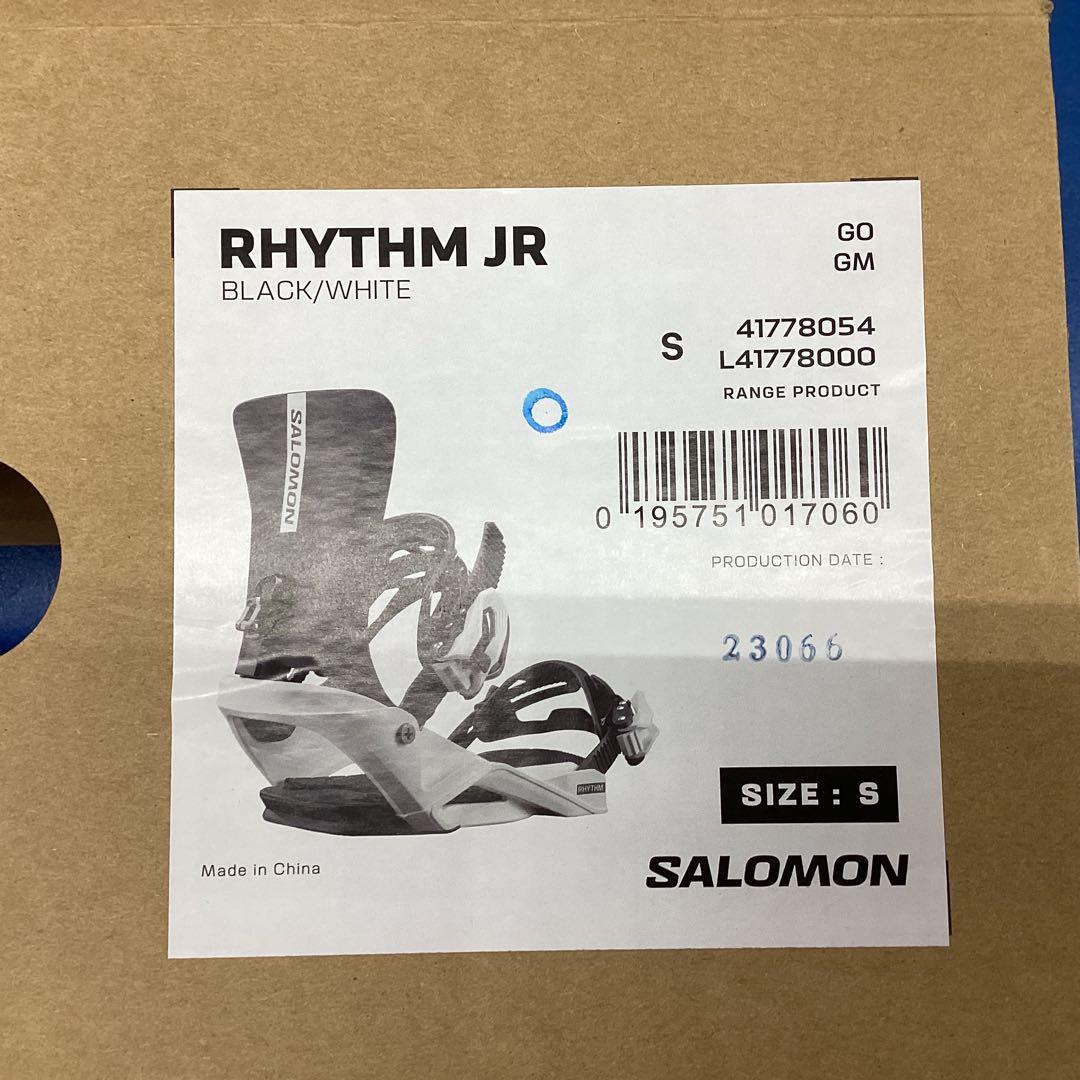 RHYTHM JR
BLACK/WHITE
GO
GM
S
41778054
L41778000
RANGE PRODUCT
SALOMON
0 195751 017060
PRODUCTION DATE :
23066
RHYTHM
SIZE : S
Made in China
SALOMON